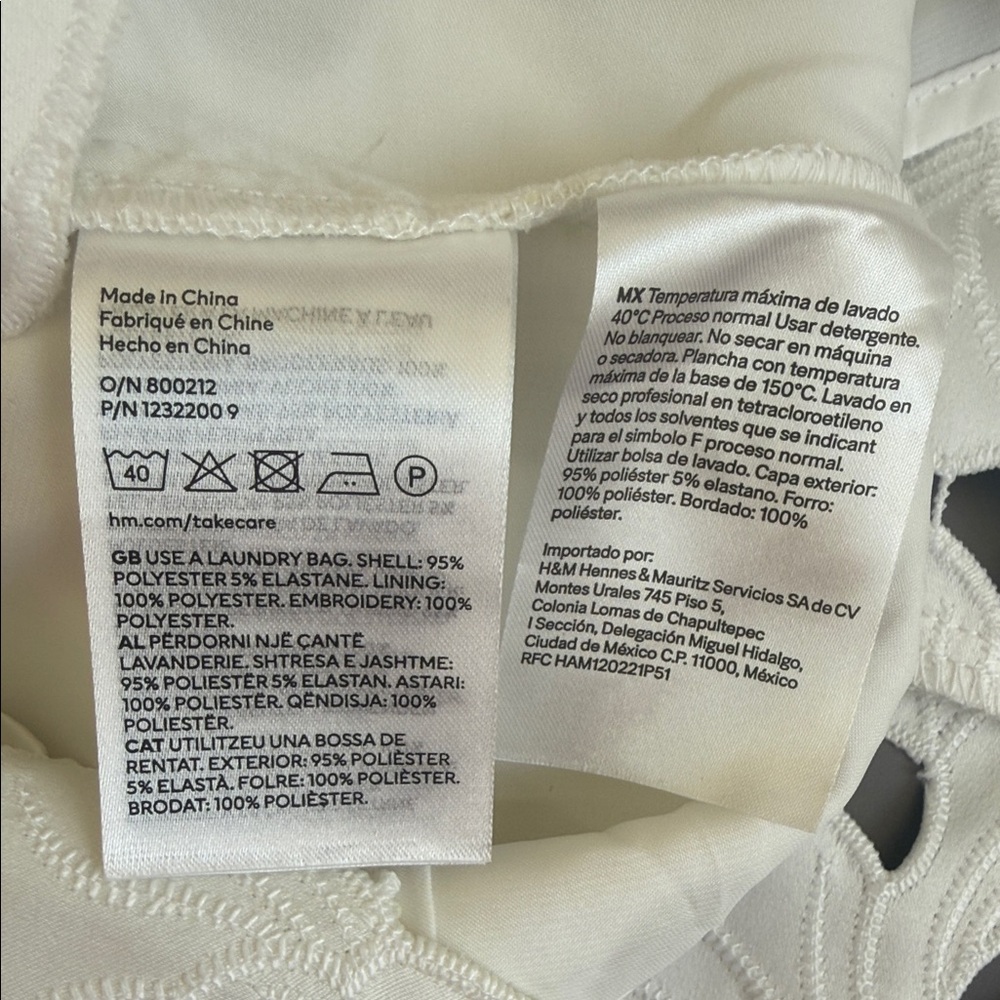 Made in China
Fabriqué en Chine
Hecho en China
O/N 800212
P/N 1232200 9
40
P
hm.com/takecare
GB USE A LAUNDRY BAG. SHELL: 95%
POLYESTER 5% ELASTANE. LINING:
100% POLYESTER. EMBROIDERY: 100%
POLYESTER.
AL PËRDORNI NJË ÇANTË
LAVANDERIE. SHTRESA E JASHTME:
95% POLIESTËR 5% ELASTAN. ASTARI:
100% POLIESTËR. QËNDISJA: 100%
POLIESTËR.
CAT UTILITZEU UNA BOSSA DE
RENTAT. EXTERIOR: 95% POLIÈSTER
5% ELASTÀ. FOLRE: 100% POLIÈSTER.
BRODAT: 100% POLIÈSTER.
MX Temperatura máxima de lavado
40°C Proceso normal Usar detergente.
No blanquear. No secar en máquina
o secadora. Plancha con temperatura
máxima de la base de 150°C. Lavado en
seco profesional en tetracloroetileno
y todos los solventes que se indicant
para el simbolo F proceso normal.
Utilizar bolsa de lavado. Capa exterior:
95% poliéster 5% elastano. Forro:
100% poliéster. Bordado: 100%
poliéster.
Importado por:
H&M Hennes & Mauritz Servicios SA de CV
Montes Urales 745 Piso 5,
Colonia Lomas de Chapultepec
I Sección, Delegación Miguel Hidalgo,
Ciudad de México C.P. 11000, México
RFC HAM120221P51